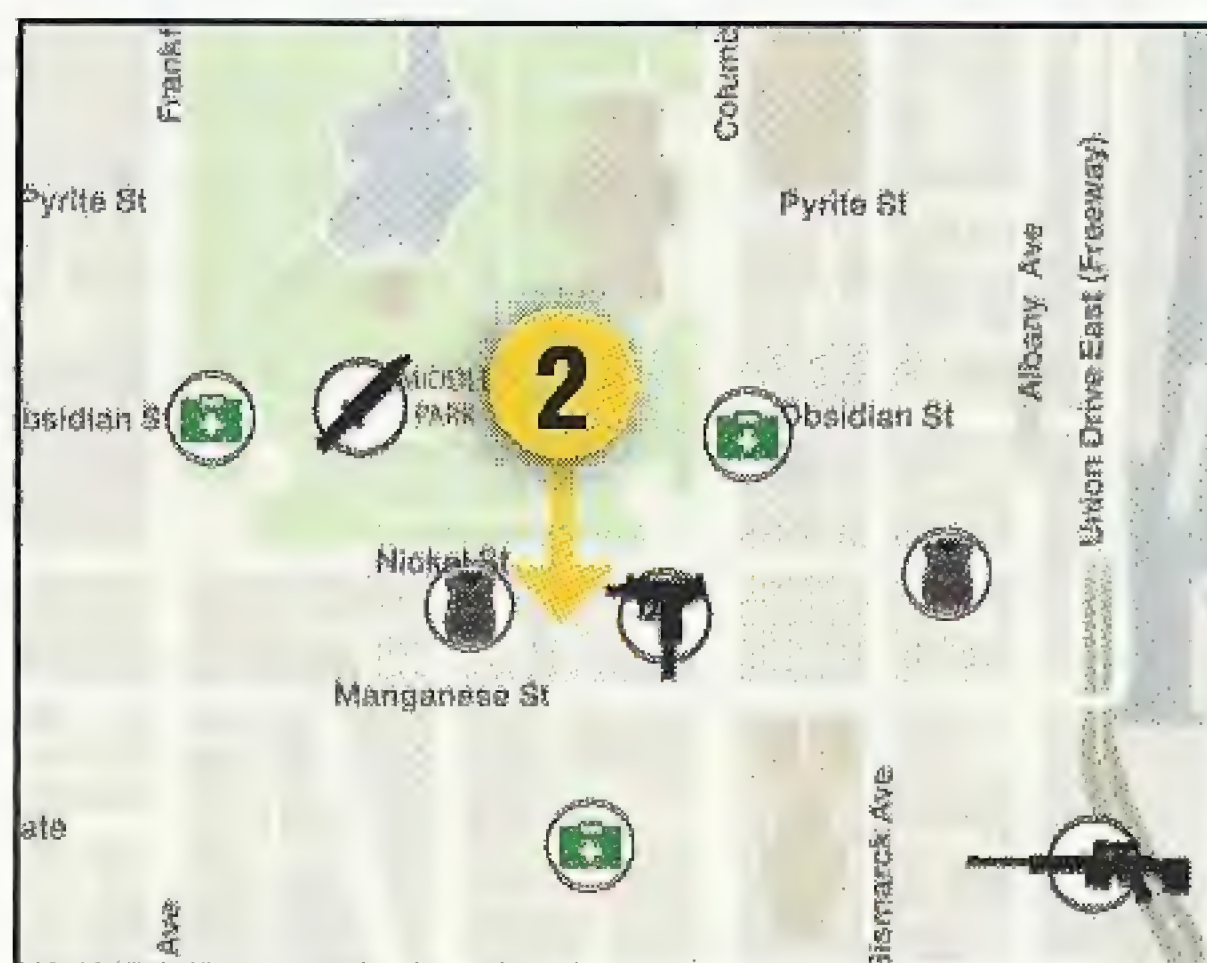 Frankf
Columb
Pyrite St
Pyrite St
Albany Ave
Union Drive East (Freeway)
2
PARK
bsidian St
Obsidian St
Nickel St
Manganese St
ate
Bismarck Ave
Ave